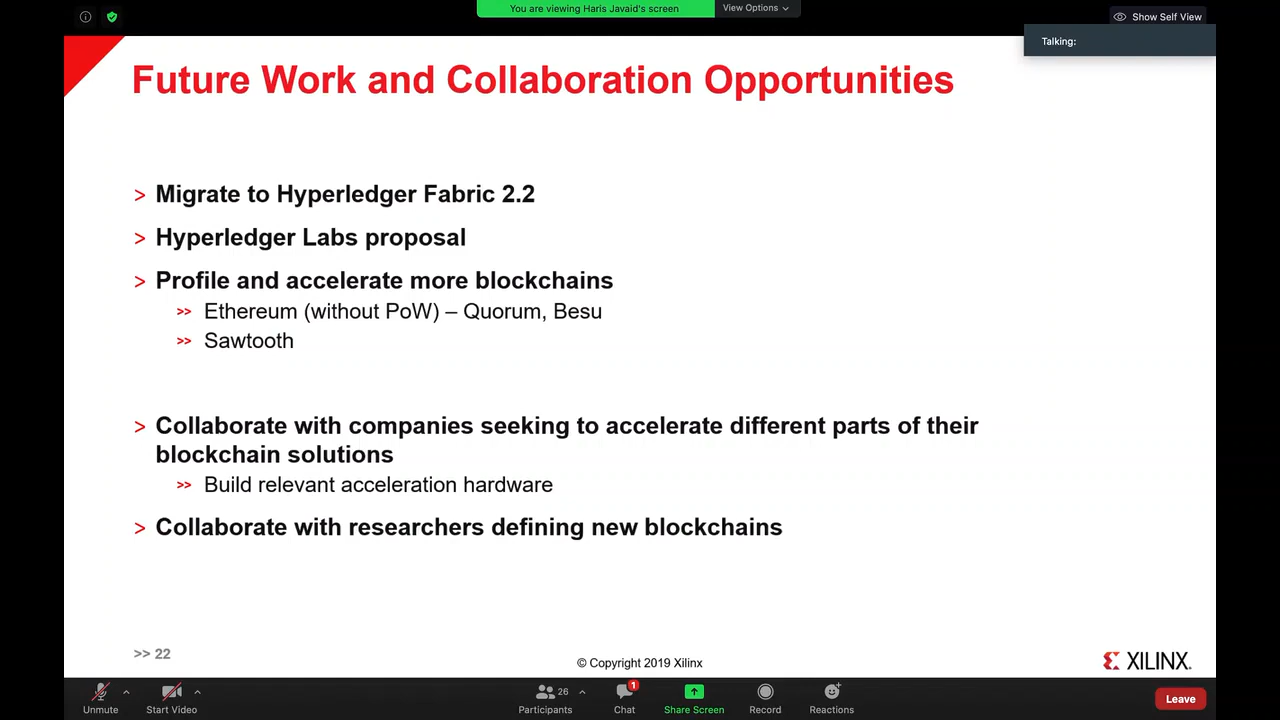 You are viewing Haris Javaid's screen
View Options
Show Self View
Talking:
Future Work and Collaboration Opportunities
> Migrate to Hyperledger Fabric 2.2
> Hyperledger Labs proposal
> Profile and accelerate more blockchains
>> Ethereum (without PoW) – Quorum, Besu
>> Sawtooth
> Collaborate with companies seeking to accelerate different parts of their
blockchain solutions
>> Build relevant acceleration hardware
> Collaborate with researchers defining new blockchains
>> 22
© Copyright 2019 Xilinx
XILINX.
Unmute
Start Video
26
Participants
1
Chat
Share Screen
Record
Reactions
Leave